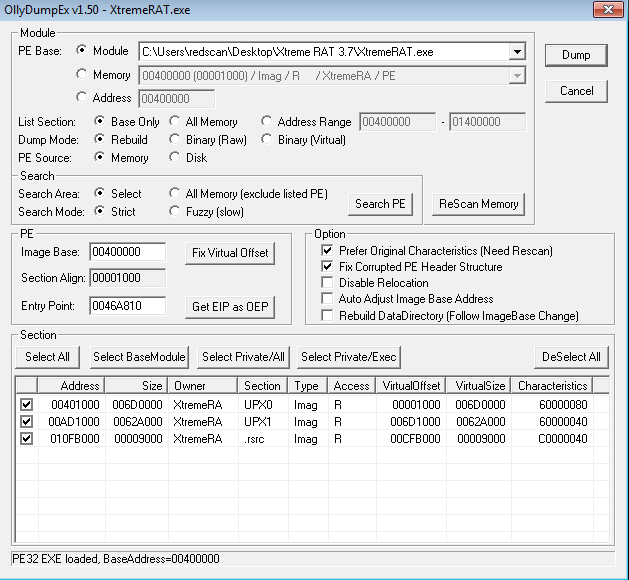 OllyDumpEx v1.50 - XtremeRAT.exe
Module
PE Base: Module C:\Users\redscan\Desktop\Xtreme RAT 3.7\XtremeRAT.exe
Dump
Memory 00400000 (00001000) / Imag / R / XtremeRA / PE
Cancel
Address 00400000
List Section: Base Only All Memory Address Range 00400000 - 01400000
Dump Mode: Rebuild Binary (Raw) Binary (Virtual)
PE Source: Memory Disk
Search
Search Area: Select All Memory (exclude listed PE)
Search Mode: Strict Fuzzy (slow)
Search PE
ReScan Memory
PE
Image Base: 00400000 Fix Virtual Offset
Section Align: 00001000
Entry Point: 0046A810 Get EIP as OEP
Option
Prefer Original Characteristics (Need Rescan)
Fix Corrupted PE Header Structure
Disable Relocation
Auto Adjust Image Base Address
Rebuild DataDirectory (Follow ImageBase Change)
Section
Select All Select BaseModule Select Private/All Select Private/Exec DeSelect All
Address Size Owner Section Type Access VirtualOffset VirtualSize Characteristics
00401000 006D0000 XtremeRA UPX0 Imag R 00001000 006D0000 60000080
00AD1000 0062A000 XtremeRA UPX1 Imag R 006D1000 0062A000 60000040
010FB000 00009000 XtremeRA .rsrc Imag R 00CFB000 00009000 C0000040
PE32 EXE loaded, BaseAddress=00400000